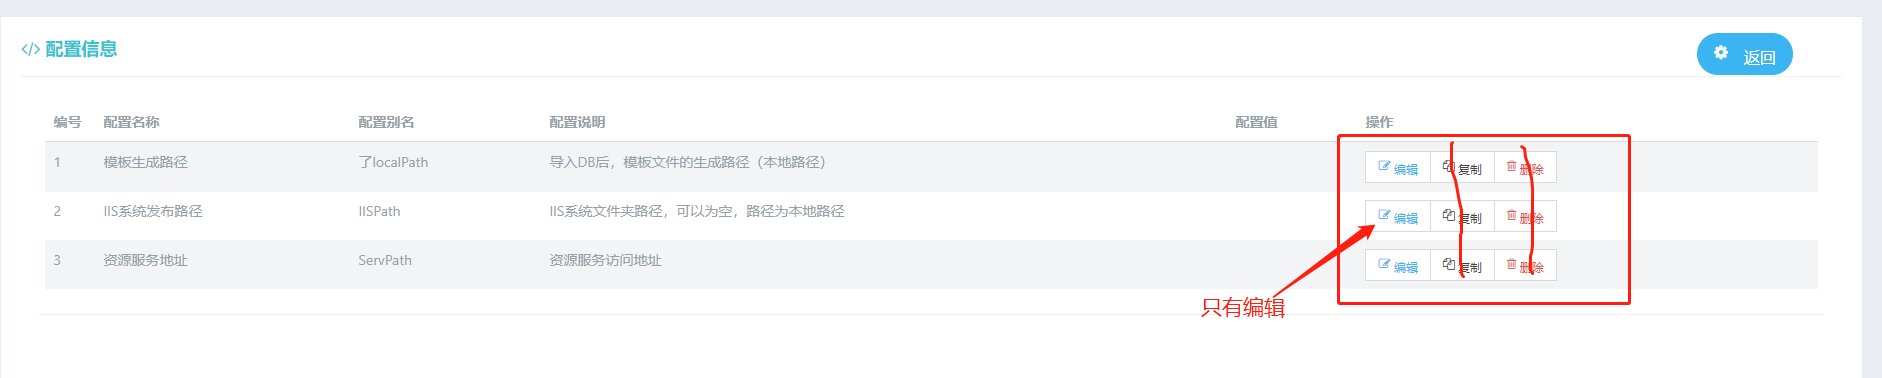 </> 配置信息
返回
编号 配置名称 配置别名 配置说明 配置值 操作
1 模板生成路径 了localPath 导入DB后，模板文件的生成路径（本地路径） 编辑 复制 删除
2 IIS系统发布路径 IISPath IIS系统文件夹路径，可以为空，路径为本地路径 编辑 复制 删除
3 资源服务地址 ServPath 资源服务访问地址 编辑 复制 删除
只有编辑